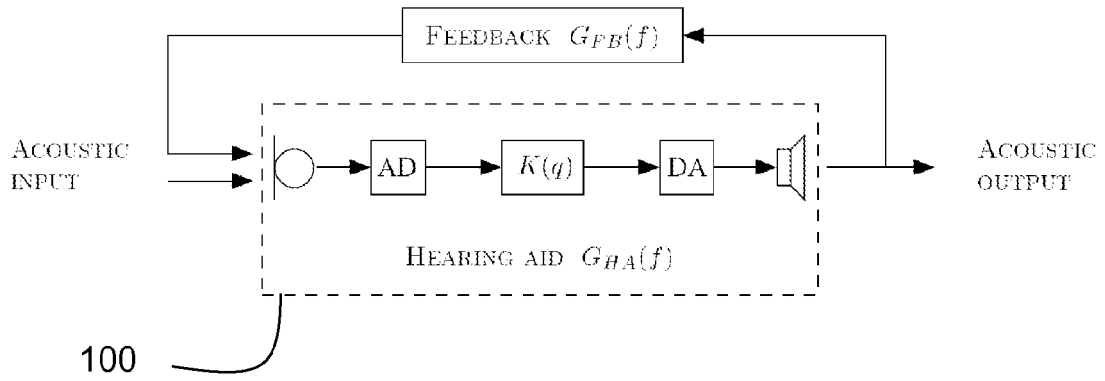 FEEDBACK G_FB(f)
ACOUSTIC
INPUT
AD
K(q)
DA
ACOUSTIC
OUTPUT
HEARING AID G_HA(f)
100